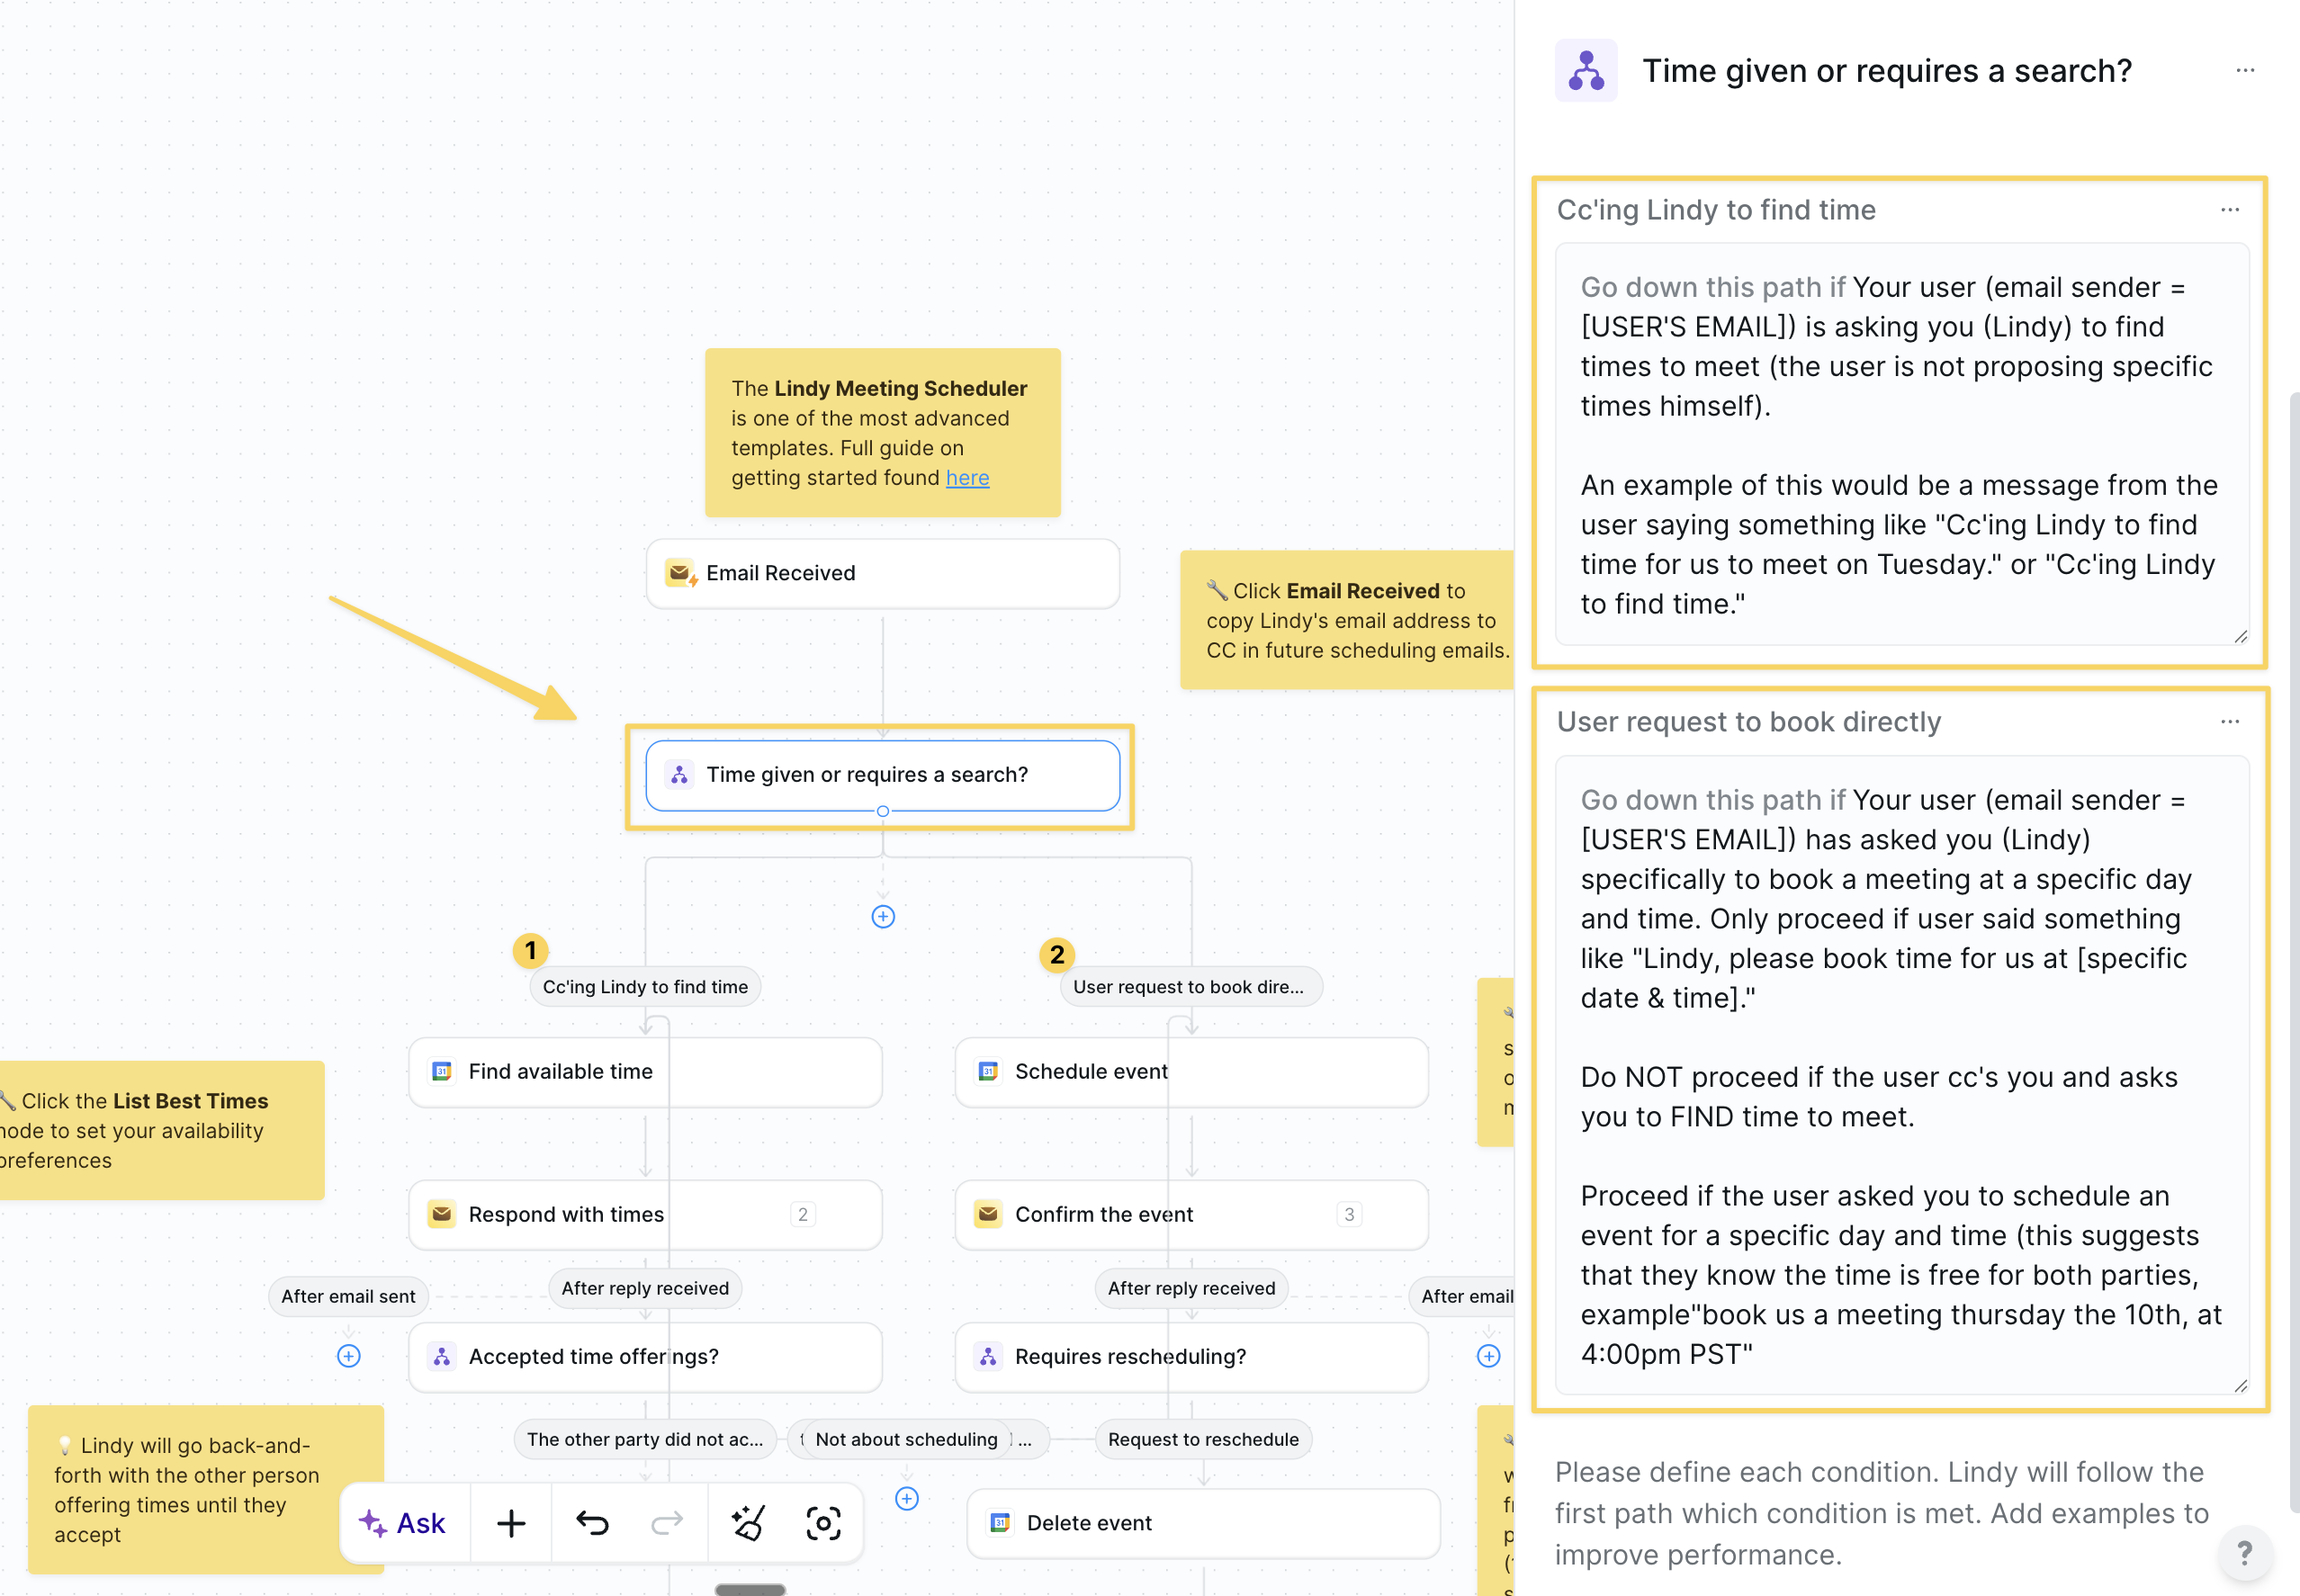 The Lindy Meeting Scheduler
is one of the most advanced
templates. Full guide on
getting started found here
Email Received
Click Email Received to
copy Lindy's email address to
CC in future scheduling emails.
Time given or requires a search?
1
2
Cc'ing Lindy to find time
User request to book dire...
Find available time
Schedule event
Click the List Best Times
node to set your availability
preferences
Respond with times
2
Confirm the event
3
After email sent
After reply received
After reply received
After email
Accepted time offerings?
Requires rescheduling?
The other party did not ac...
Not about scheduling
...
Request to reschedule
Lindy will go back-and-
forth with the other person
offering times until they
accept
Ask
Delete event
Time given or requires a search?
Cc'ing Lindy to find time
Go down this path if Your user (email sender =
[USER'S EMAIL]) is asking you (Lindy) to find
times to meet (the user is not proposing specific
times himself).
An example of this would be a message from the
user saying something like "Cc'ing Lindy to find
time for us to meet on Tuesday." or "Cc'ing Lindy
to find time."
User request to book directly
Go down this path if Your user (email sender =
[USER'S EMAIL]) has asked you (Lindy)
specifically to book a meeting at a specific day
and time. Only proceed if user said something
like "Lindy, please book time for us at [specific
date & time]."
Do NOT proceed if the user cc's you and asks
you to FIND time to meet.
Proceed if the user asked you to schedule an
event for a specific day and time (this suggests
that they know the time is free for both parties,
example"book us a meeting thursday the 10th, at
4:00pm PST"
Please define each condition. Lindy will follow the
first path which condition is met. Add examples to
improve performance.
?